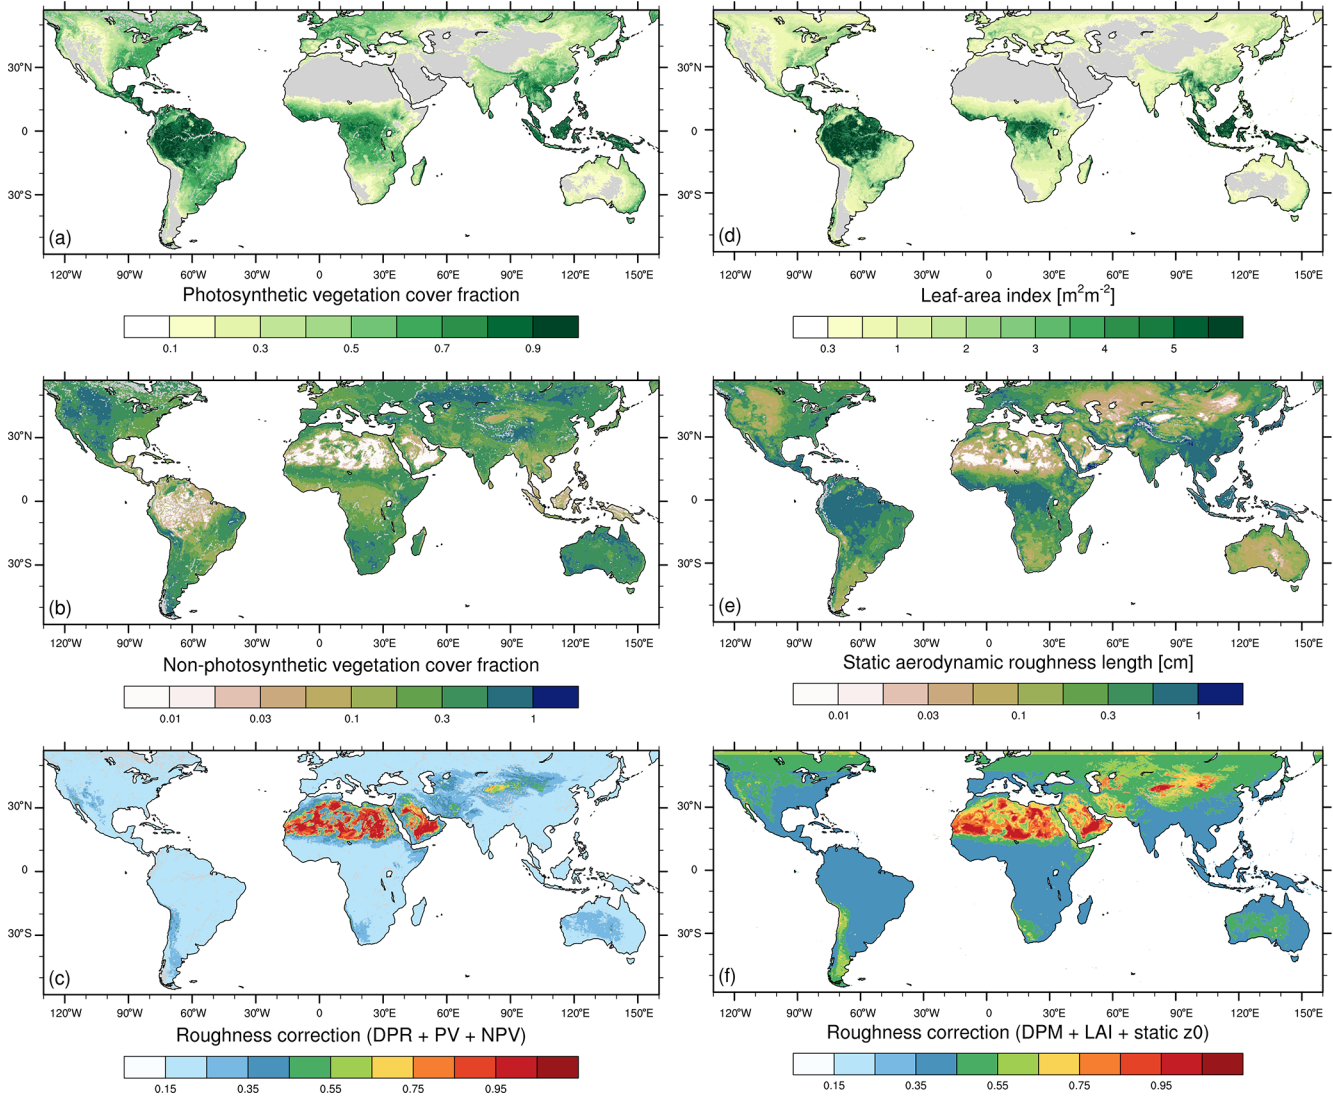 30°N
0
30°S
(a)
120°W 90°W 60°W 30°W 0 30°E 60°E 90°E 120°E 150°E
Photosynthetic vegetation cover fraction
0.1 0.3 0.5 0.7 0.9
30°N
0
30°S
(d)
120°W 90°W 60°W 30°W 0 30°E 60°E 90°E 120°E 150°E
Leaf-area index [m²m⁻²]
0.3 1 2 3 4 5
30°N
0
30°S
(b)
120°W 90°W 60°W 30°W 0 30°E 60°E 90°E 120°E 150°E
Non-photosynthetic vegetation cover fraction
0.01 0.03 0.1 0.3 1
30°N
0
30°S
(e)
120°W 90°W 60°W 30°W 0 30°E 60°E 90°E 120°E 150°E
Static aerodynamic roughness length [cm]
0.01 0.03 0.1 0.3 1
30°N
0
30°S
(c)
120°W 90°W 60°W 30°W 0 30°E 60°E 90°E 120°E 150°E
Roughness correction (DPR + PV + NPV)
0.15 0.35 0.55 0.75 0.95
30°N
0
30°S
(f)
120°W 90°W 60°W 30°W 0 30°E 60°E 90°E 120°E 150°E
Roughness correction (DPM + LAI + static z0)
0.15 0.35 0.55 0.75 0.95